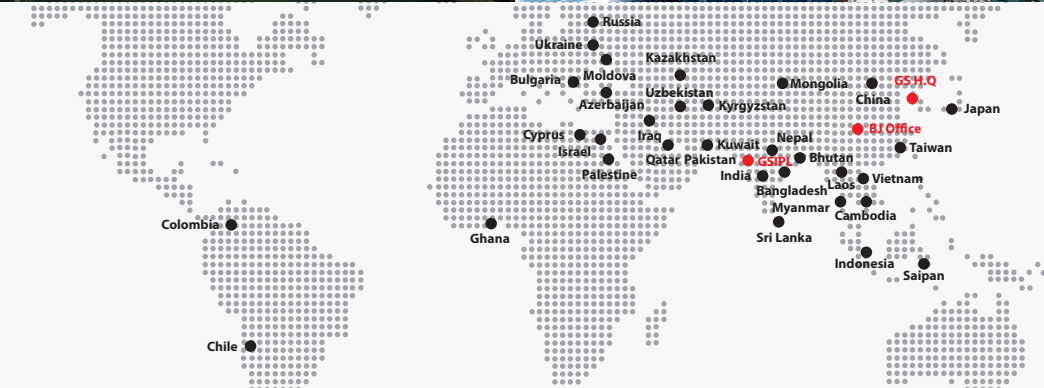 Russia
Ukraine
Kazakhstan
Moldova
Bulgaria
Mongolia
GS H.Q
Uzbekistan
China
Azerbaijan
Kyrgyzstan
Japan
BJ Office
Cyprus
Iraq
Nepal
Kuwait
Taiwan
Israel
Qatar Pakistan
GSIPL
Bhutan
Palestine
India
Laos
Vietnam
Bangladesh
Myanmar
Cambodia
Colombia
Ghana
Sri Lanka
Indonesia
Saipan
Chile